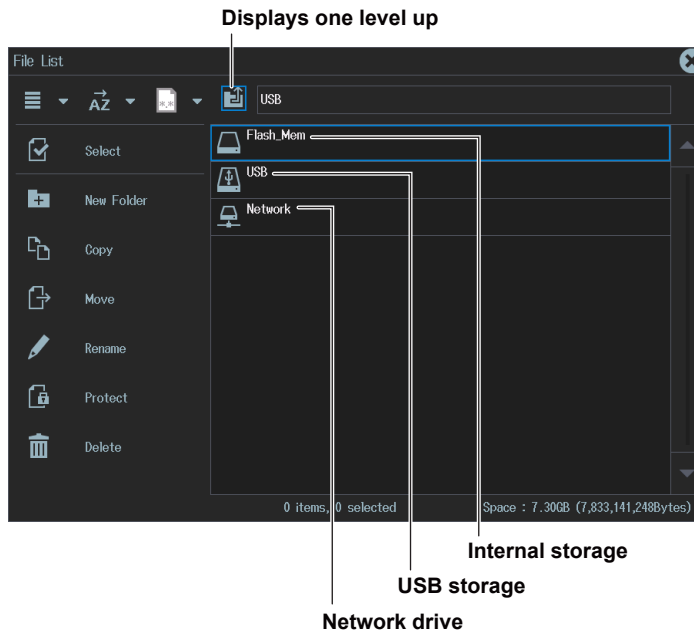 Displays one level up
File List
AZ
*.*
USB
Select
Flash_Mem
USB
New Folder
Network
Copy
Move
Rename
Protect
Delete
0 items, 0 selected
Space : 7.30GB (7,833,141,248Bytes)
Internal storage
USB storage
Network drive